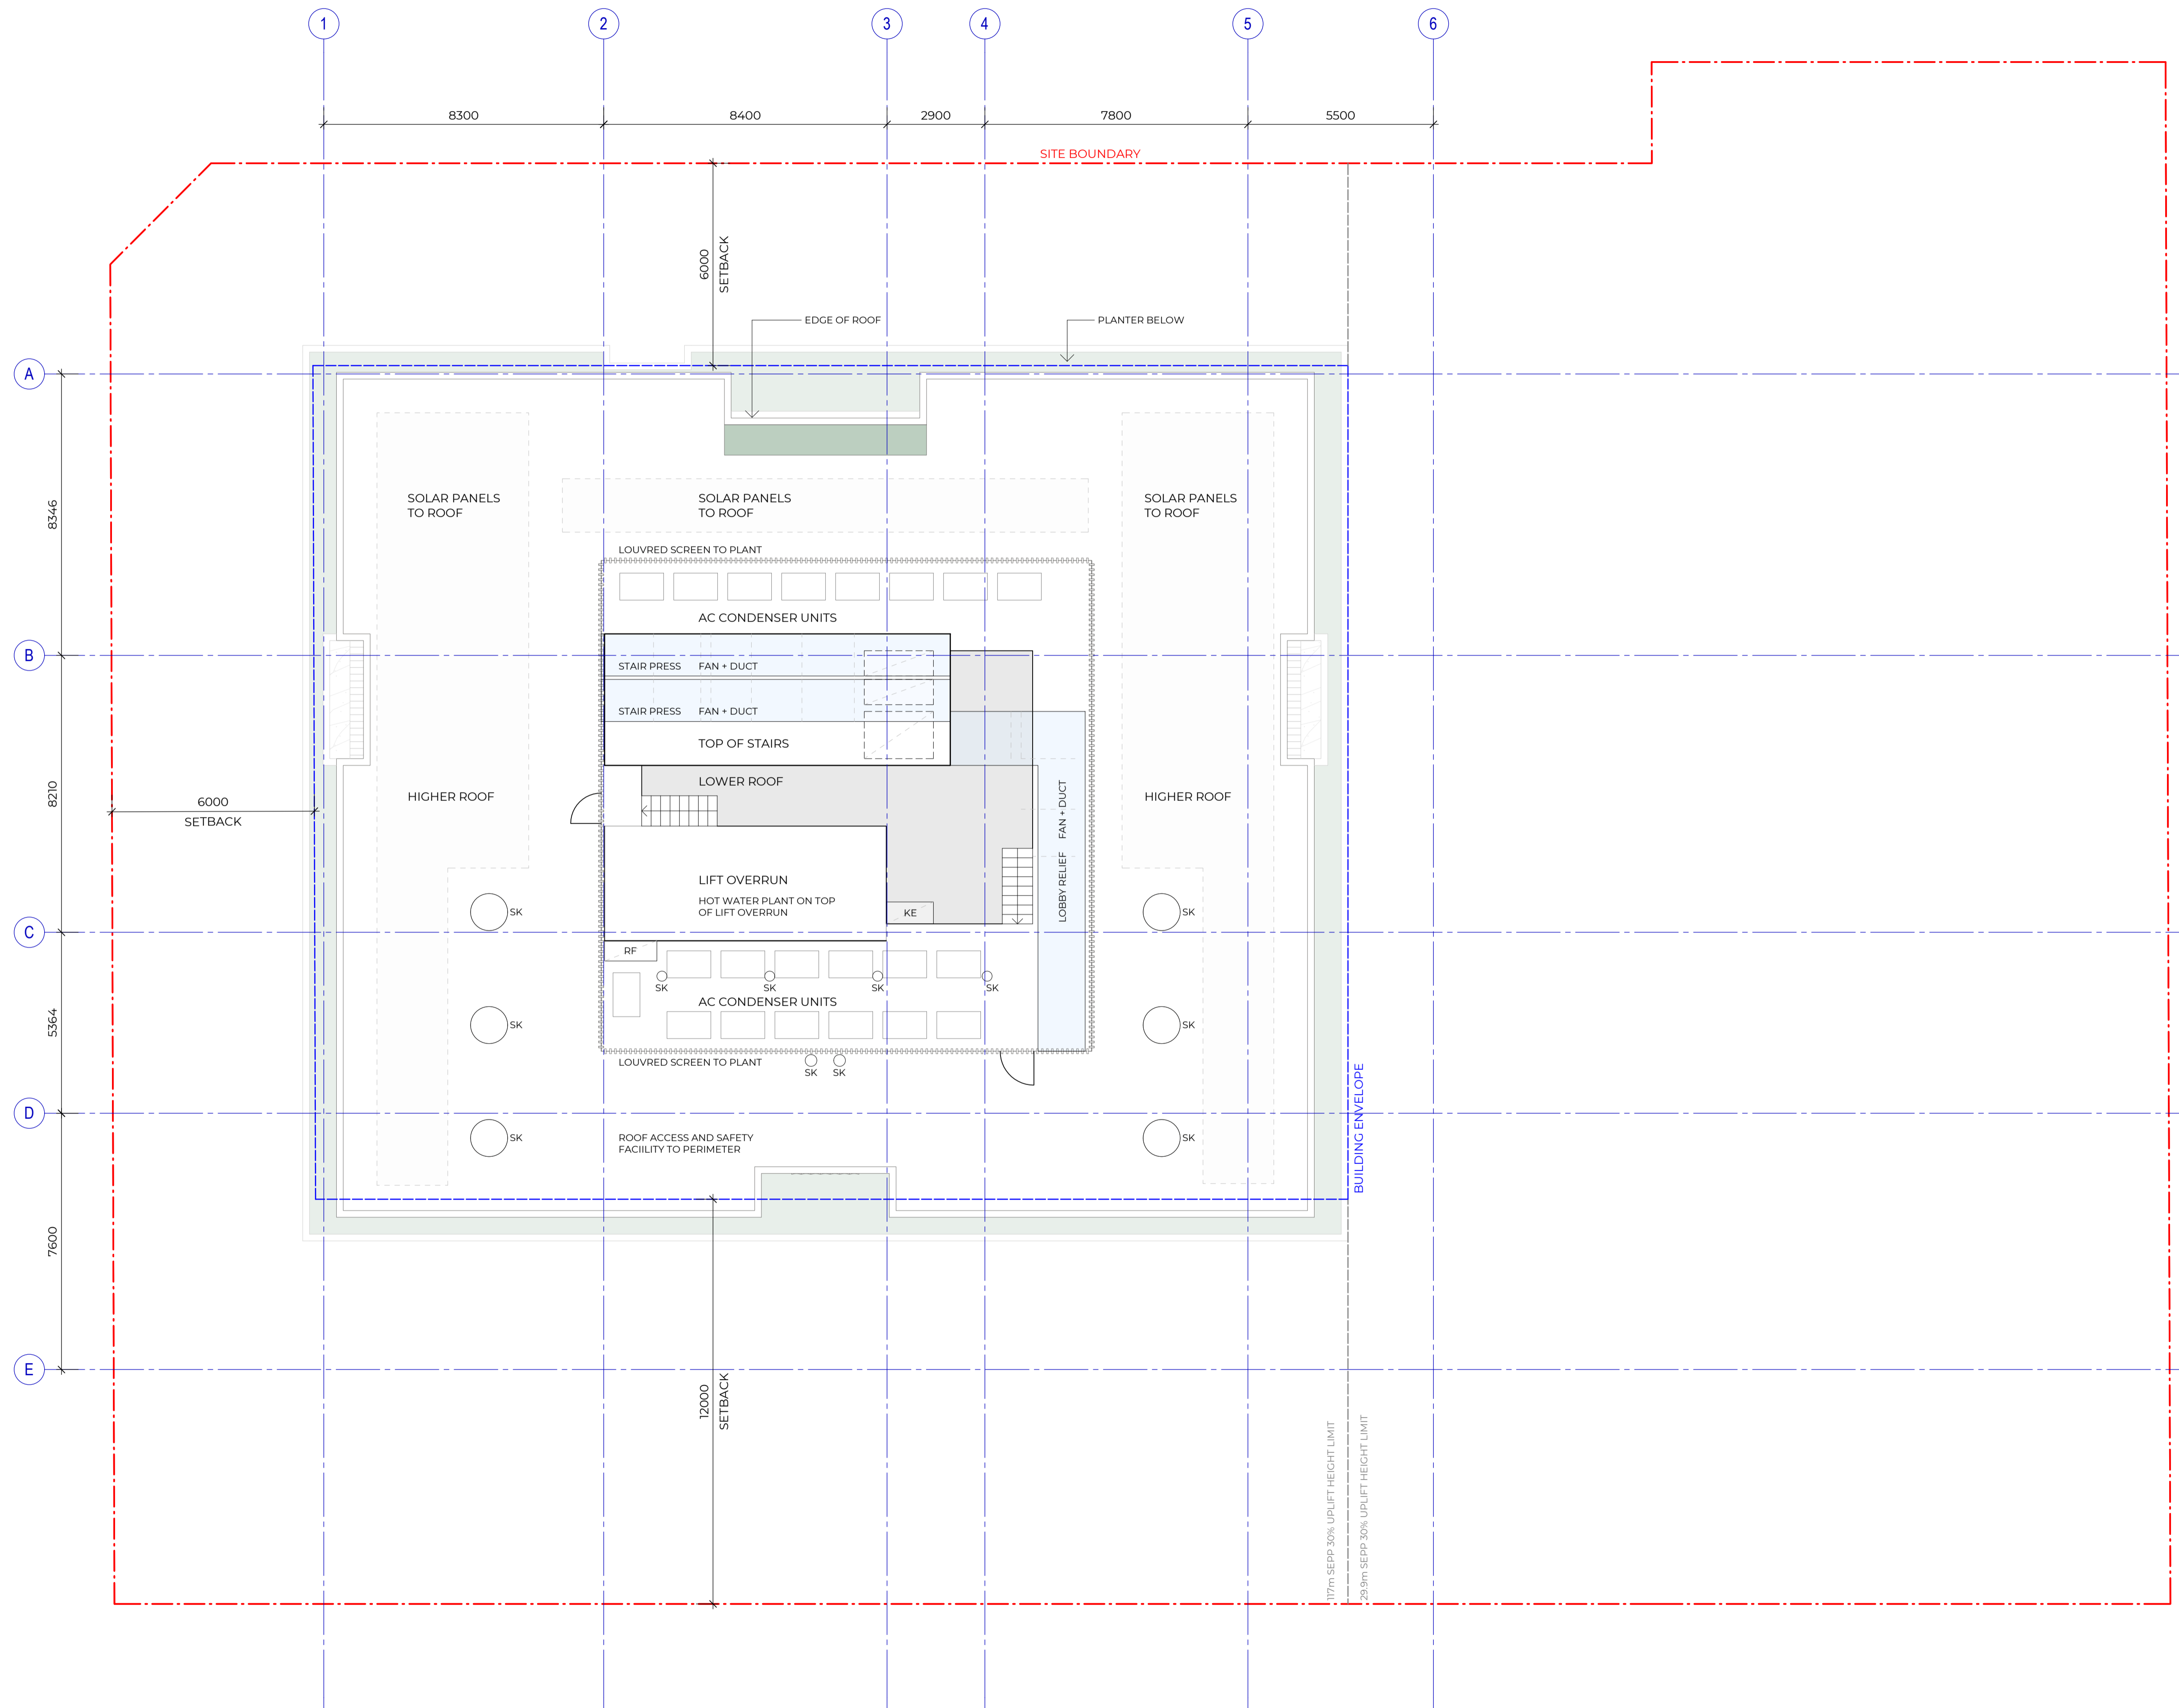 1
2
3
4
5
6
8300
8400
2900
7800
5500
SITE BOUNDARY
6000
SETBACK
EDGE OF ROOF
PLANTER BELOW
A
8346
SOLAR PANELS
TO ROOF
SOLAR PANELS
TO ROOF
SOLAR PANELS
TO ROOF
LOUVRED SCREEN TO PLANT
AC CONDENSER UNITS
B
STAIR PRESS FAN + DUCT
STAIR PRESS FAN + DUCT
TOP OF STAIRS
LOWER ROOF
8210
6000
SETBACK
HIGHER ROOF
HIGHER ROOF
LOBBY RELIEF FAN + DUCT
LIFT OVERRUN
HOT WATER PLANT ON TOP
OF LIFT OVERRUN
KE
SK
SK
C
RF
SK
SK
SK
SK
AC CONDENSER UNITS
5364
SK
SK
LOUVRED SCREEN TO PLANT
SK
SK
D
ROOF ACCESS AND SAFETY
FACIILITY TO PERIMETER
SK
SK
BUILDING ENVELOPE
7600
E
12000
SETBACK
117m SEPP 30% UPLIFT HEIGHT LIMIT
29.9m SEPP 30% UPLIFT HEIGHT LIMIT